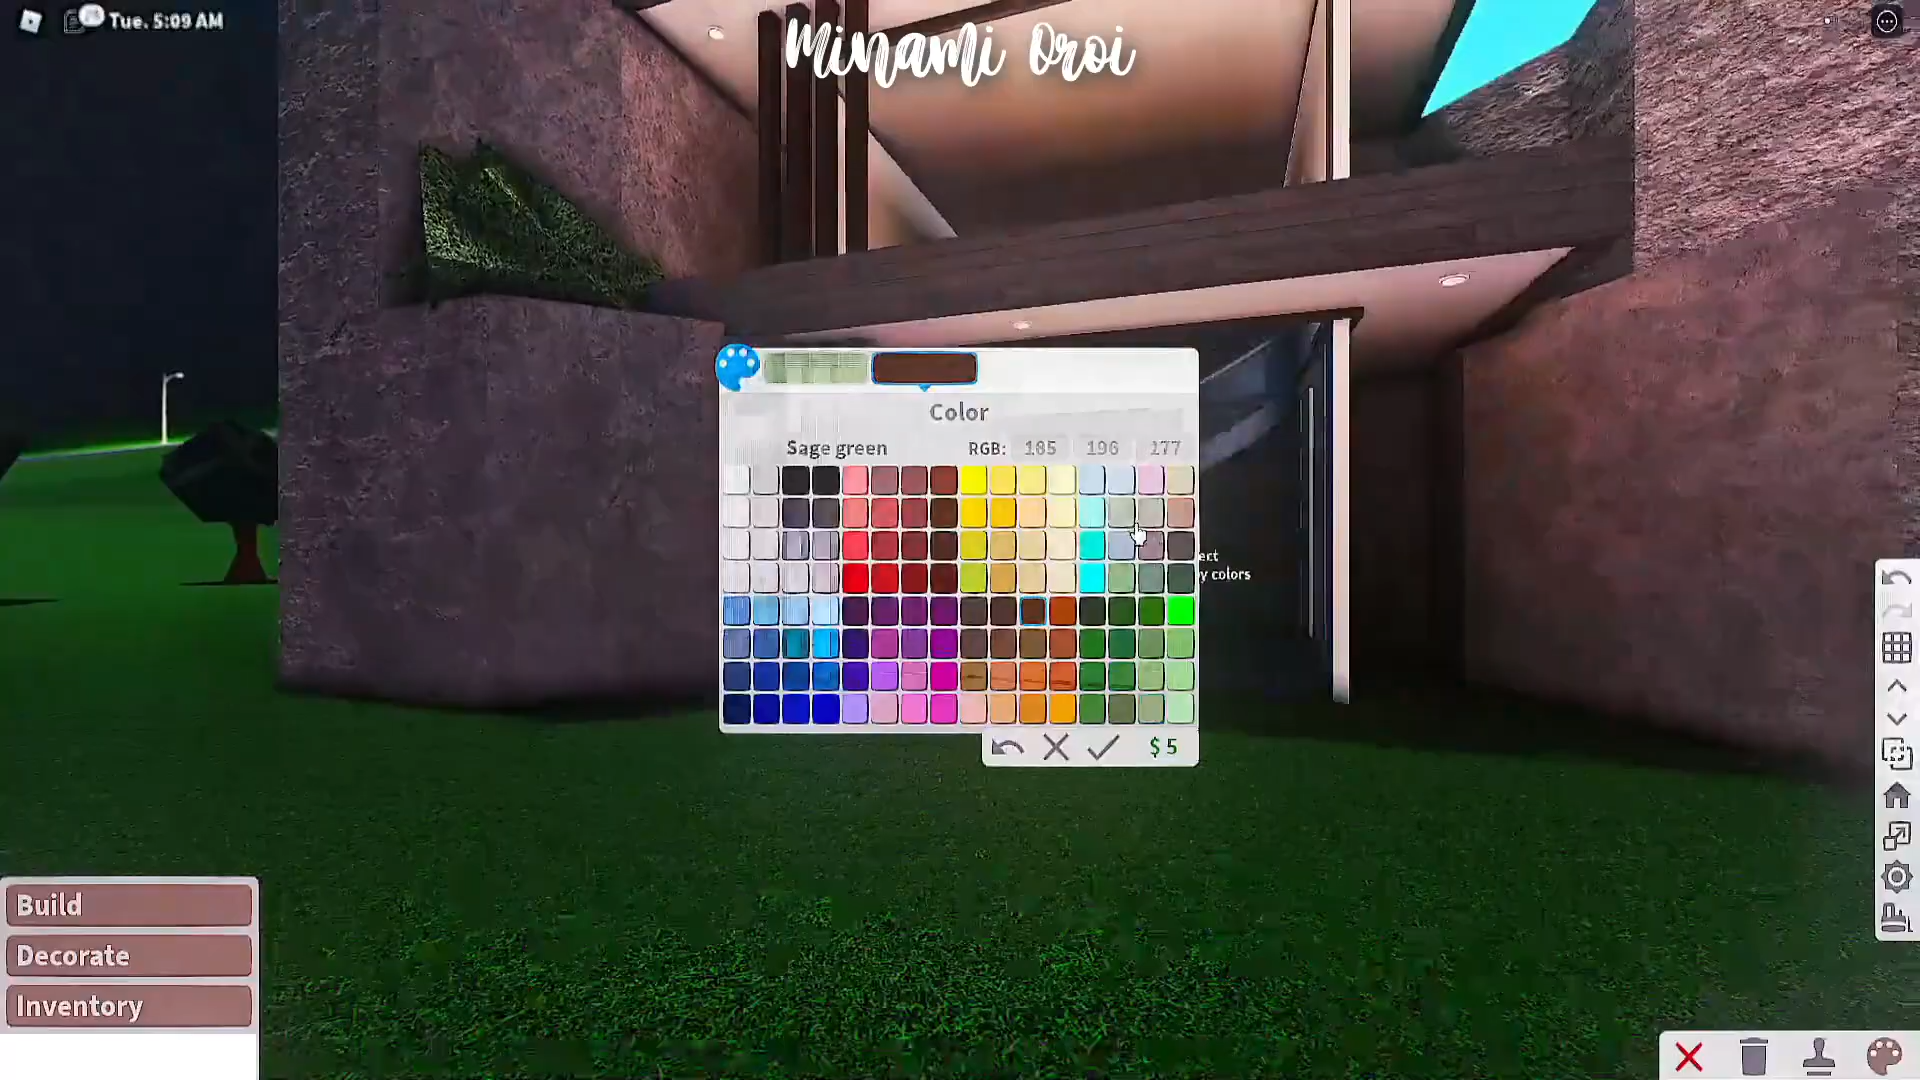 Tue. 5:09 AM
Minami Oroi
Color
Sage green
RGB: 185 196 177
ect
y colors
$ 5
Build
Decorate
Inventory